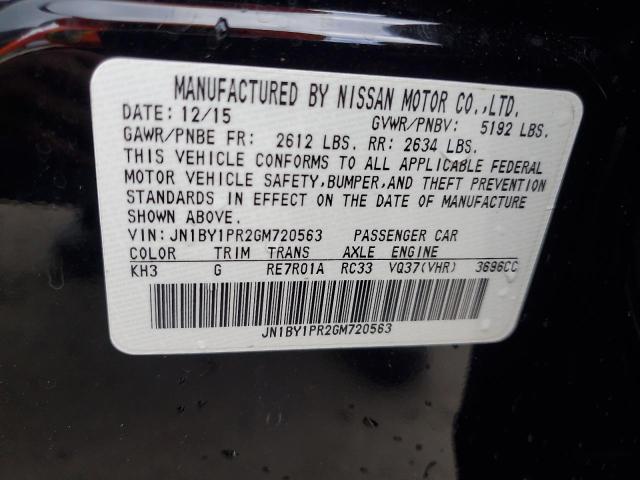 MANUFACTURED BY NISSAN MOTOR CO.,LTD.
DATE: 12/15 GVWR/PNBV: 5192 LBS.
GAWR/PNBE FR: 2612 LBS. RR: 2634 LBS.
THIS VEHICLE CONFORMS TO ALL APPLICABLE FEDERAL
MOTOR VEHICLE SAFETY,BUMPER,AND THEFT PREVENTION
STANDARDS IN EFFECT ON THE DATE OF MANUFACTURE
SHOWN ABOVE.
VIN: JN1BY1PR2GM720563 PASSENGER CAR
COLOR TRIM TRANS AXLE ENGINE
KH3 G RE7R01A RC33 VQ37(VHR) 3696CC
JN1BY1PR2GM720563